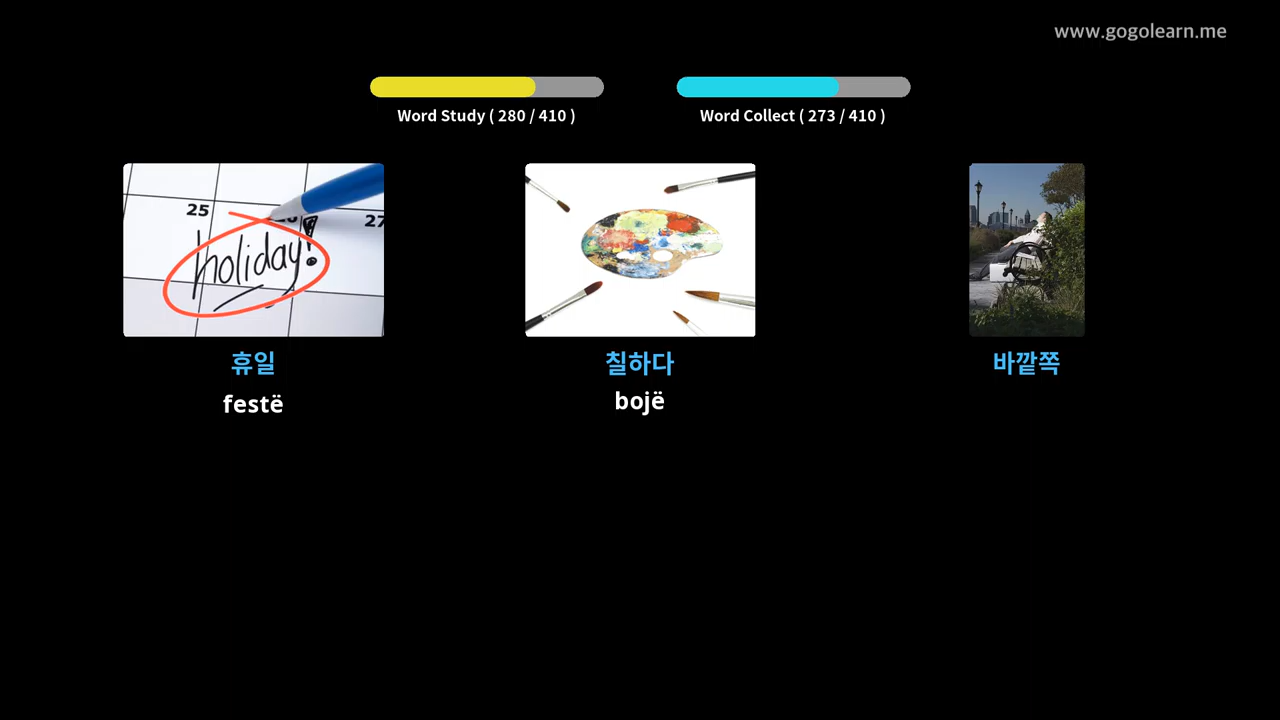 www.gogolearn.me
Word Study ( 280 / 410 )
Word Collect ( 273 / 410 )
25
27
holiday!
휴일
칠하다
바깥쪽
festë
bojë